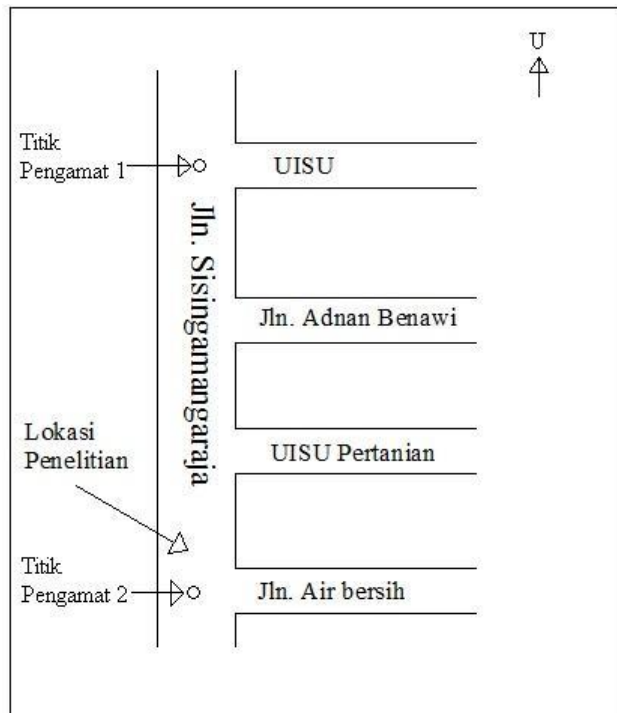 U
Titik
Pengamat 1
UISU
Jln. Sisingamangaraja
Jln. Adnan Benawi
Lokasi
Penelitian
UISU Pertanian
Titik
Pengamat 2
Jln. Air bersih